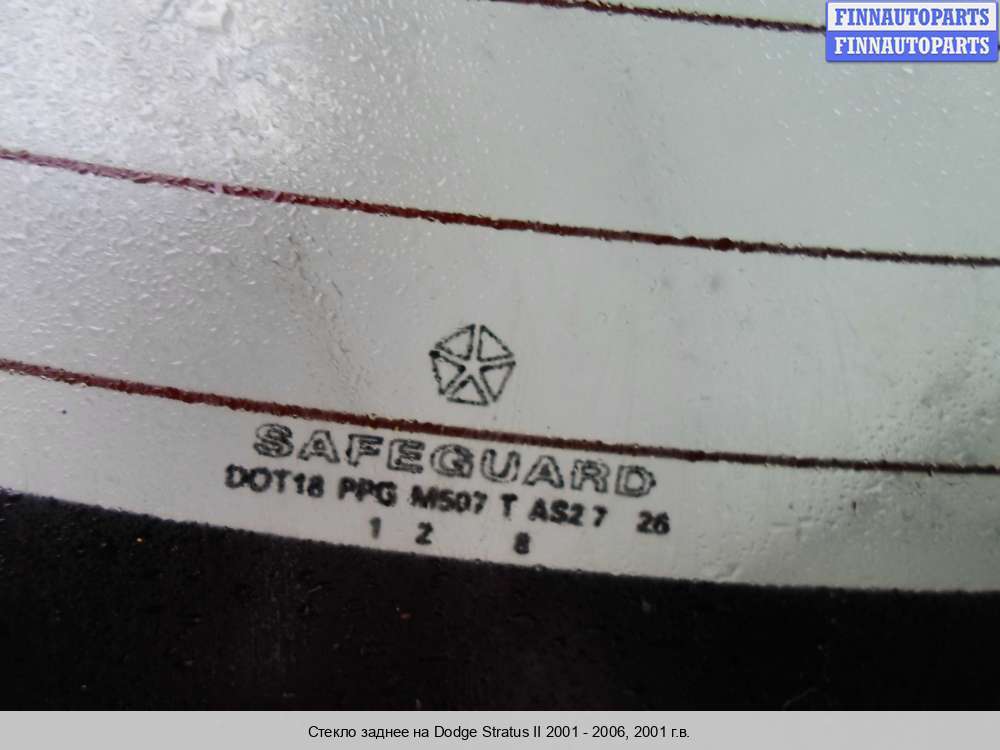 FINNAUTOPARTS
FINNAUTOPARTS
SAFEGUARD
DOT18 PPG M507 T AS2 7 26
1 2 8
Стекло заднее на Dodge Stratus II 2001 - 2006, 2001 г.в.